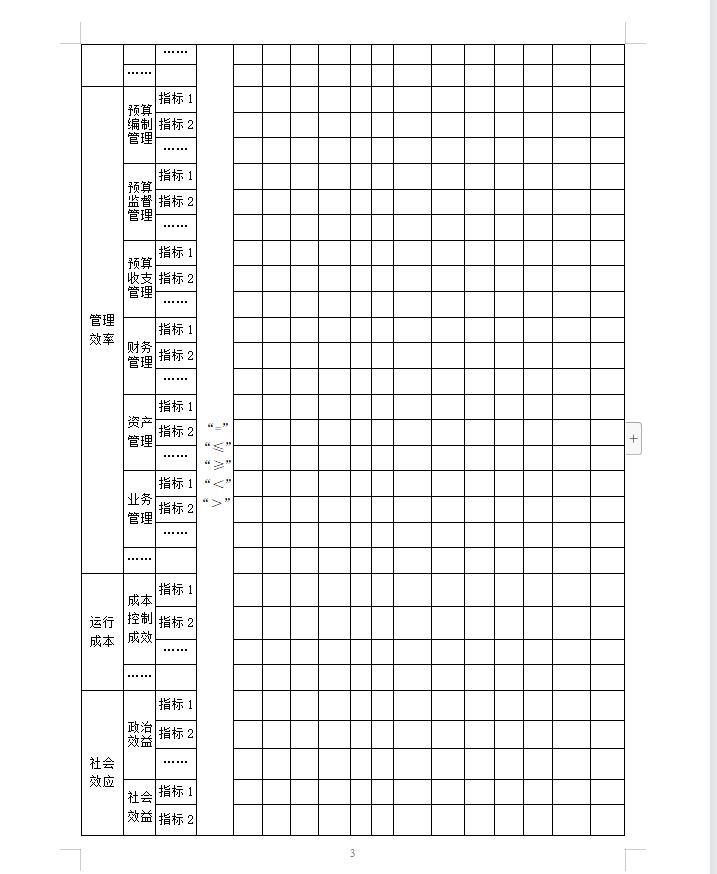 ……
……
管理
效率
预算
编制
管理
指标 1
指标 2
……
预算
监督
管理
指标 1
指标 2
……
预算
收支
管理
指标 1
指标 2
……
财务
管理
指标 1
指标 2
……
资产
管理
指标 1
指标 2
……
业务
管理
指标 1
指标 2
……
……
“=”
“≤”
“≥”
“<”
“>”
运行
成本
成本
控制
成效
指标 1
指标 2
……
……
社会
效应
政治
效益
指标 1
指标 2
……
社会
效益
指标 1
指标 2
3